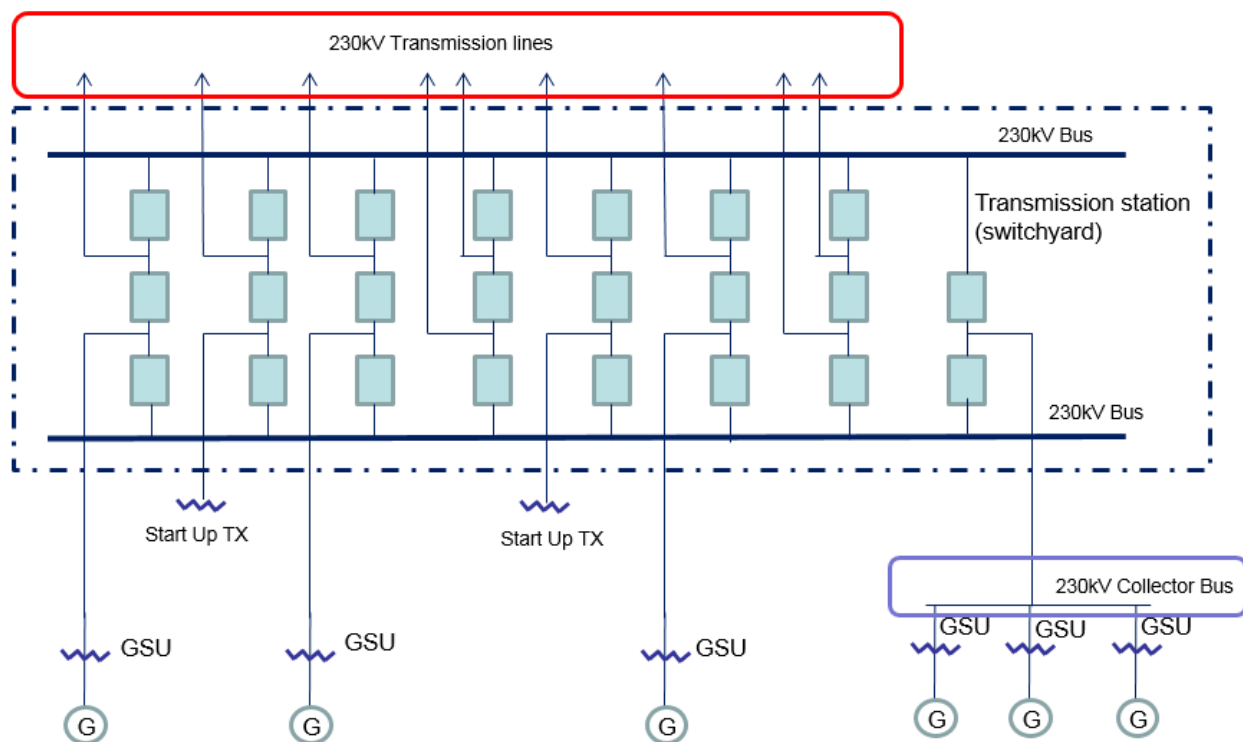 230kV Transmission lines
230kV Bus
Transmission station
(switchyard)
230kV Bus
Start Up TX
Start Up TX
230kV Collector Bus
GSU
GSU
GSU
GSU
GSU
GSU
G
G
G
G
G
G